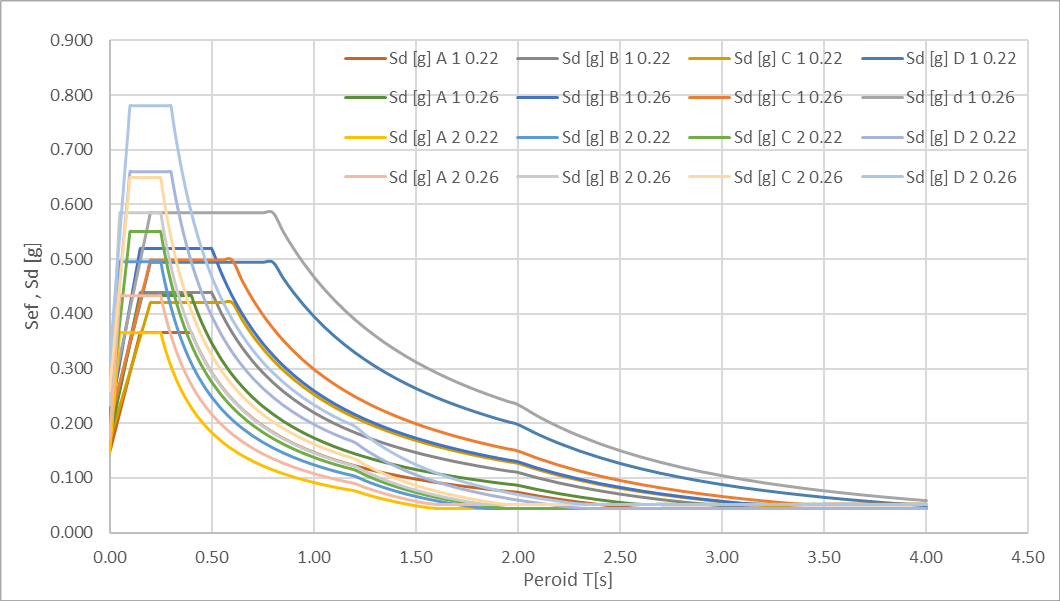 0.900
Sd [g] A 1 0.22 Sd [g] B 1 0.22 Sd [g] C 1 0.22 Sd [g] D 1 0.22
0.800
Sd [g] A 1 0.26 Sd [g] B 1 0.26 Sd [g] C 1 0.26 Sd [g] d 1 0.26
Sd [g] A 2 0.22 Sd [g] B 2 0.22 Sd [g] C 2 0.22 Sd [g] D 2 0.22
0.700
Sd [g] A 2 0.26 Sd [g] B 2 0.26 Sd [g] C 2 0.26 Sd [g] D 2 0.26
0.600
0.500
Sef , Sd [g]
0.400
0.300
0.200
0.100
0.000
0.00 0.50 1.00 1.50 2.00 2.50 3.00 3.50 4.00 4.50
Peroid T[s]